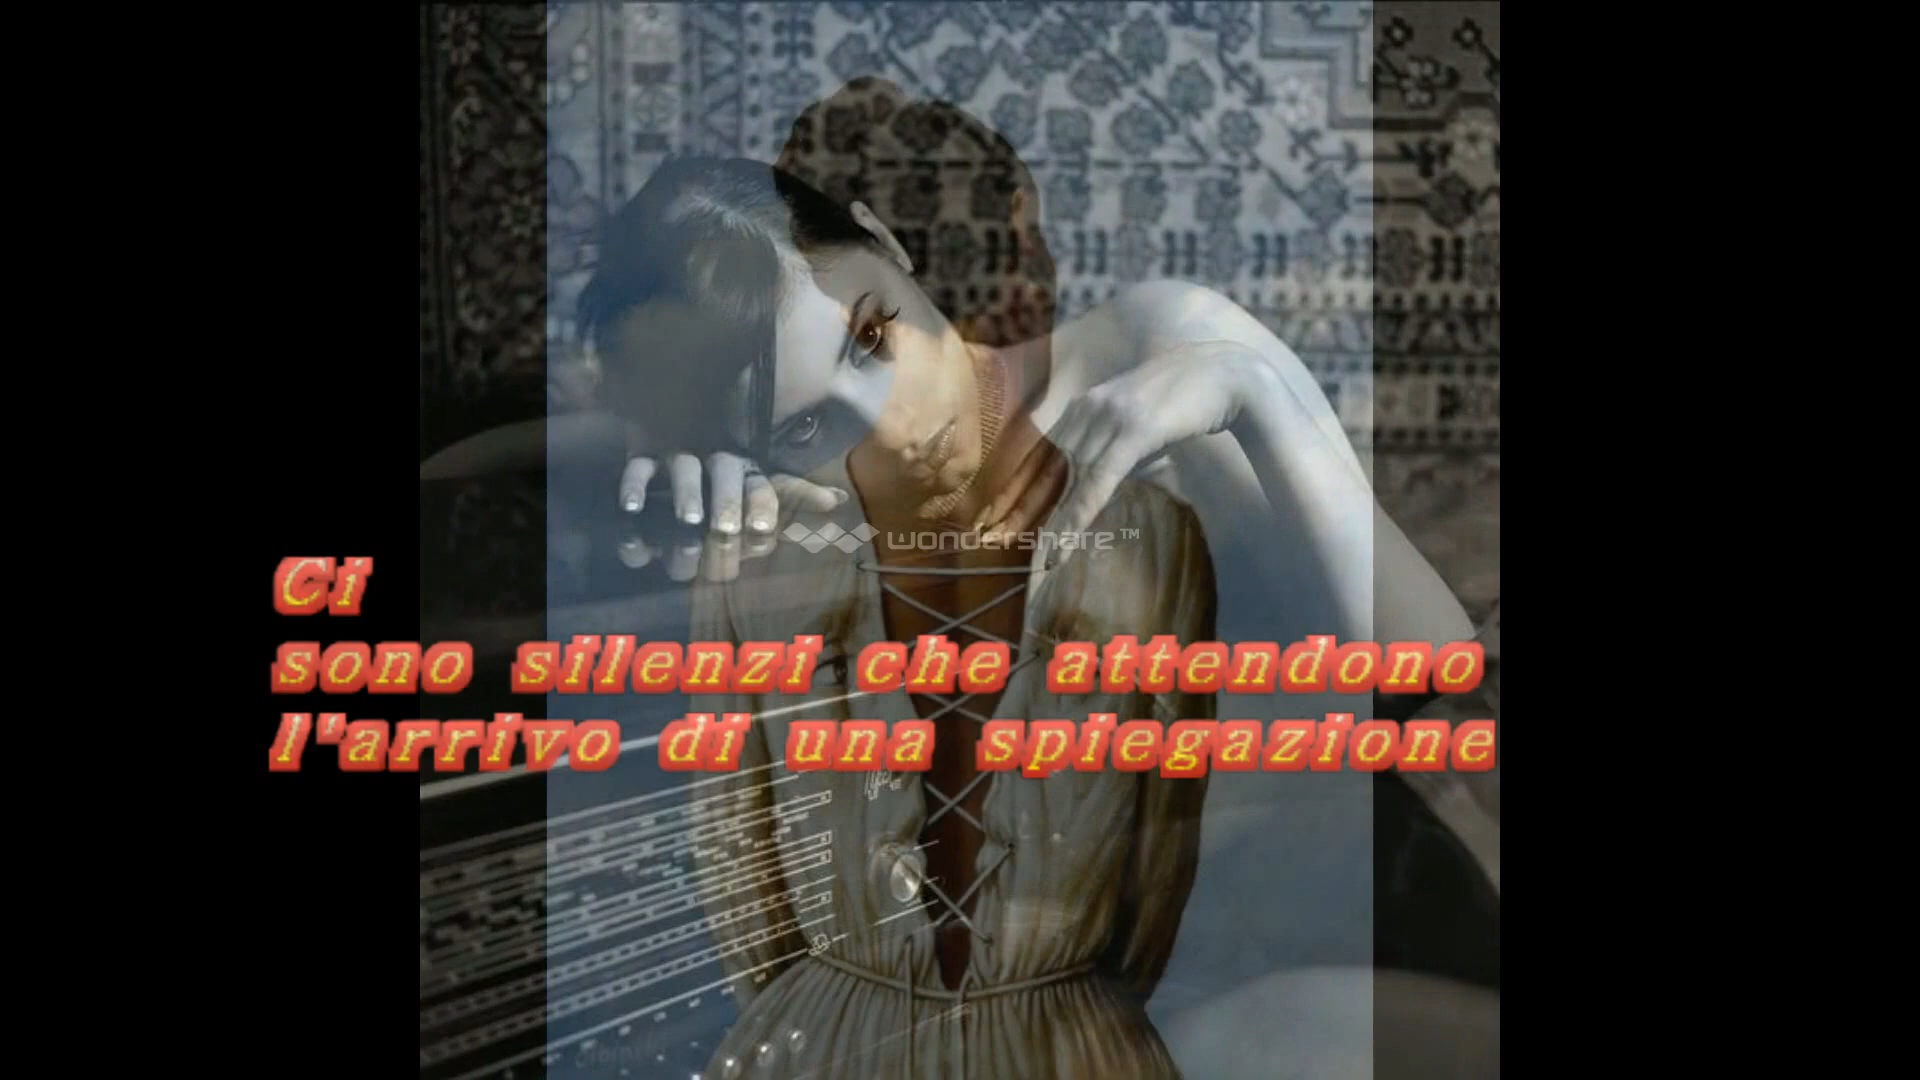 wondershare™
Ci
sono silenzi che attendono
l'arrivo di una spiegazione